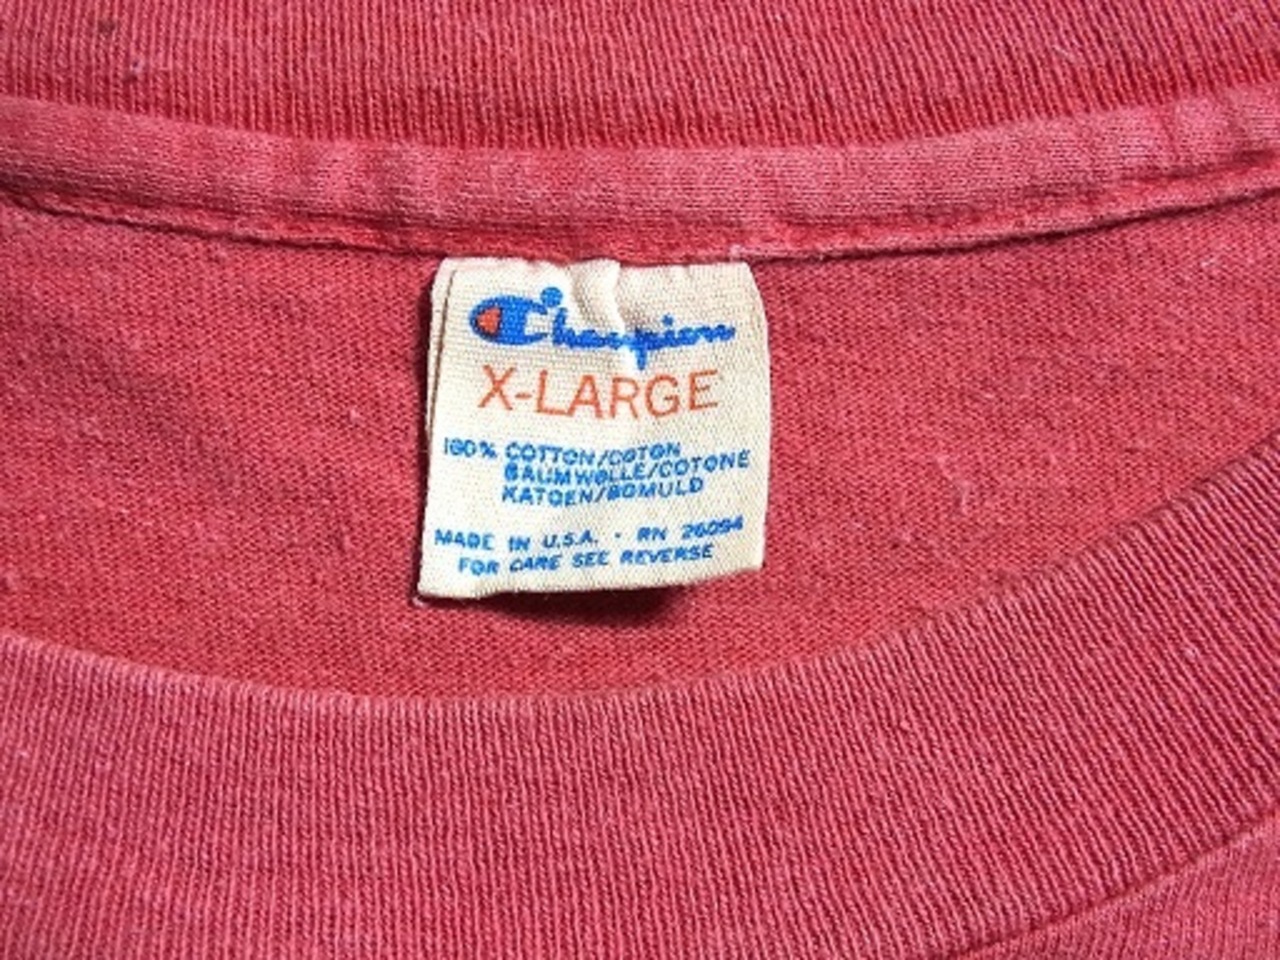 Champion
X-LARGE
100% COTTON/COTON
BAUMWOLLE/COTONE
KATOEN/BOMULD
MADE IN U.S.A. · RN 26094
FOR CARE SEE REVERSE